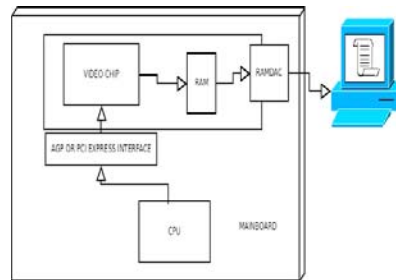 VIDEO CHIP
RAM
RAMDAC
AGP OR PCI EXPRESS INTERFACE
CPU
MAINBOARD